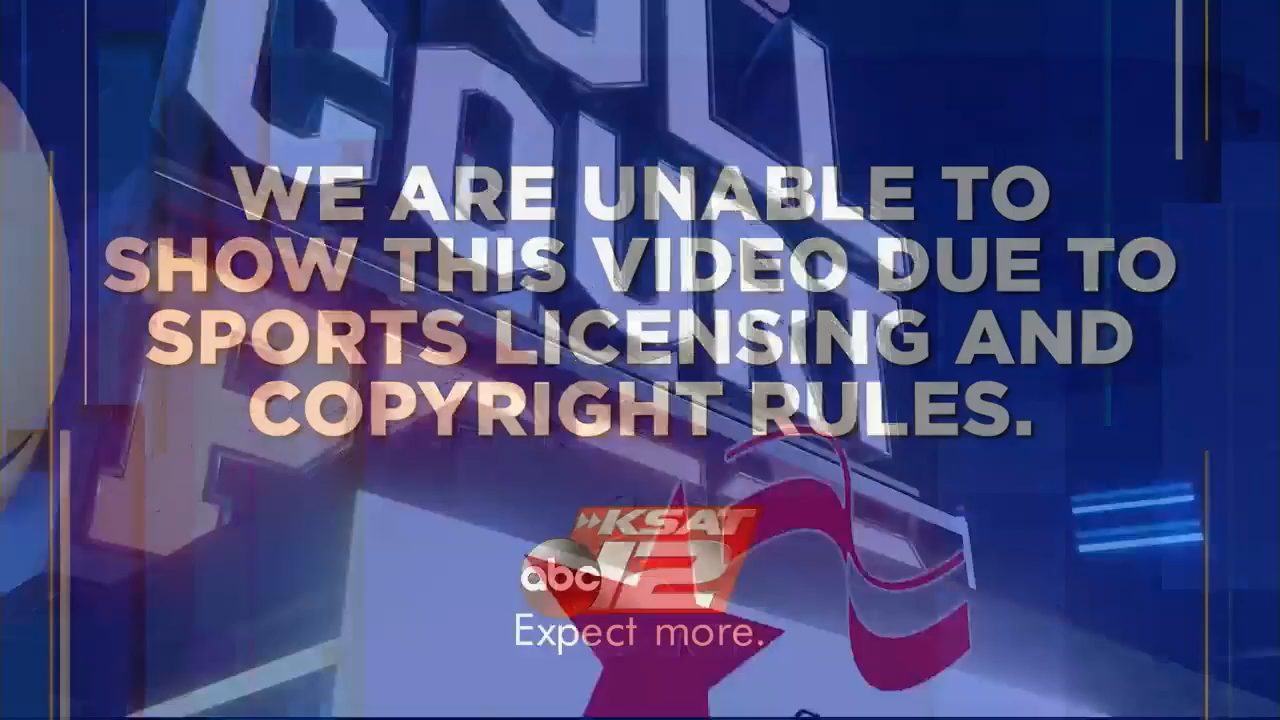 WE ARE UNABLE TO
SHOW THIS VIDEO DUE TO
SPORTS LICENSING AND
COPYRIGHT RULES.
KSAT
abc 12
Expect more.